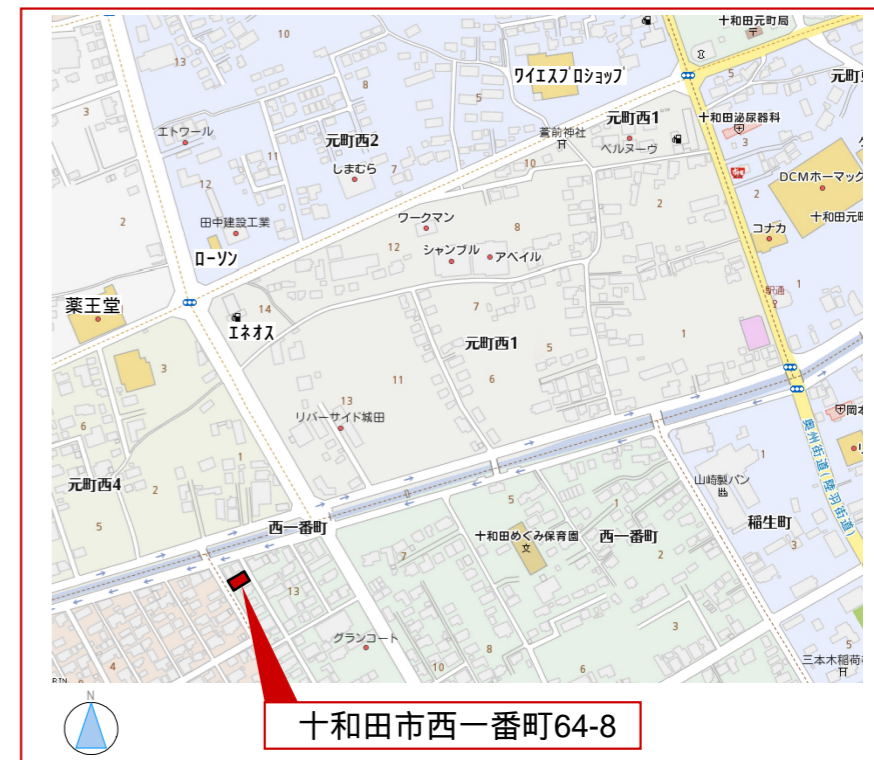 十和田元町局
10
13
ワイエスプロショップ
8
5
5
元町
3
エトワール
元町西2
元町西1
十和田泌尿器科
菅前神社
ベルヌーヴ
3
しまむら
7
11
10
DCMホーマック
12
2
2
2
田中建設工業
ワークマン
8
コナカ
十和田元町
12
シャンブル
アベイル
ローソン
薬王堂
14
7
1
エネオス
元町西1
5
1
3
11
6
13
リバーサイド城田
6
岡本
奥州街道(陸羽街道)
1
元町西4
2
山崎製パン
1
5
西一番町
5
1
稲生町
十和田めぐみ保育園
西一番町
7
2
3
13
グランコート
3
4
10
8
6
5
三本木稲荷
N
十和田市西一番町64-8